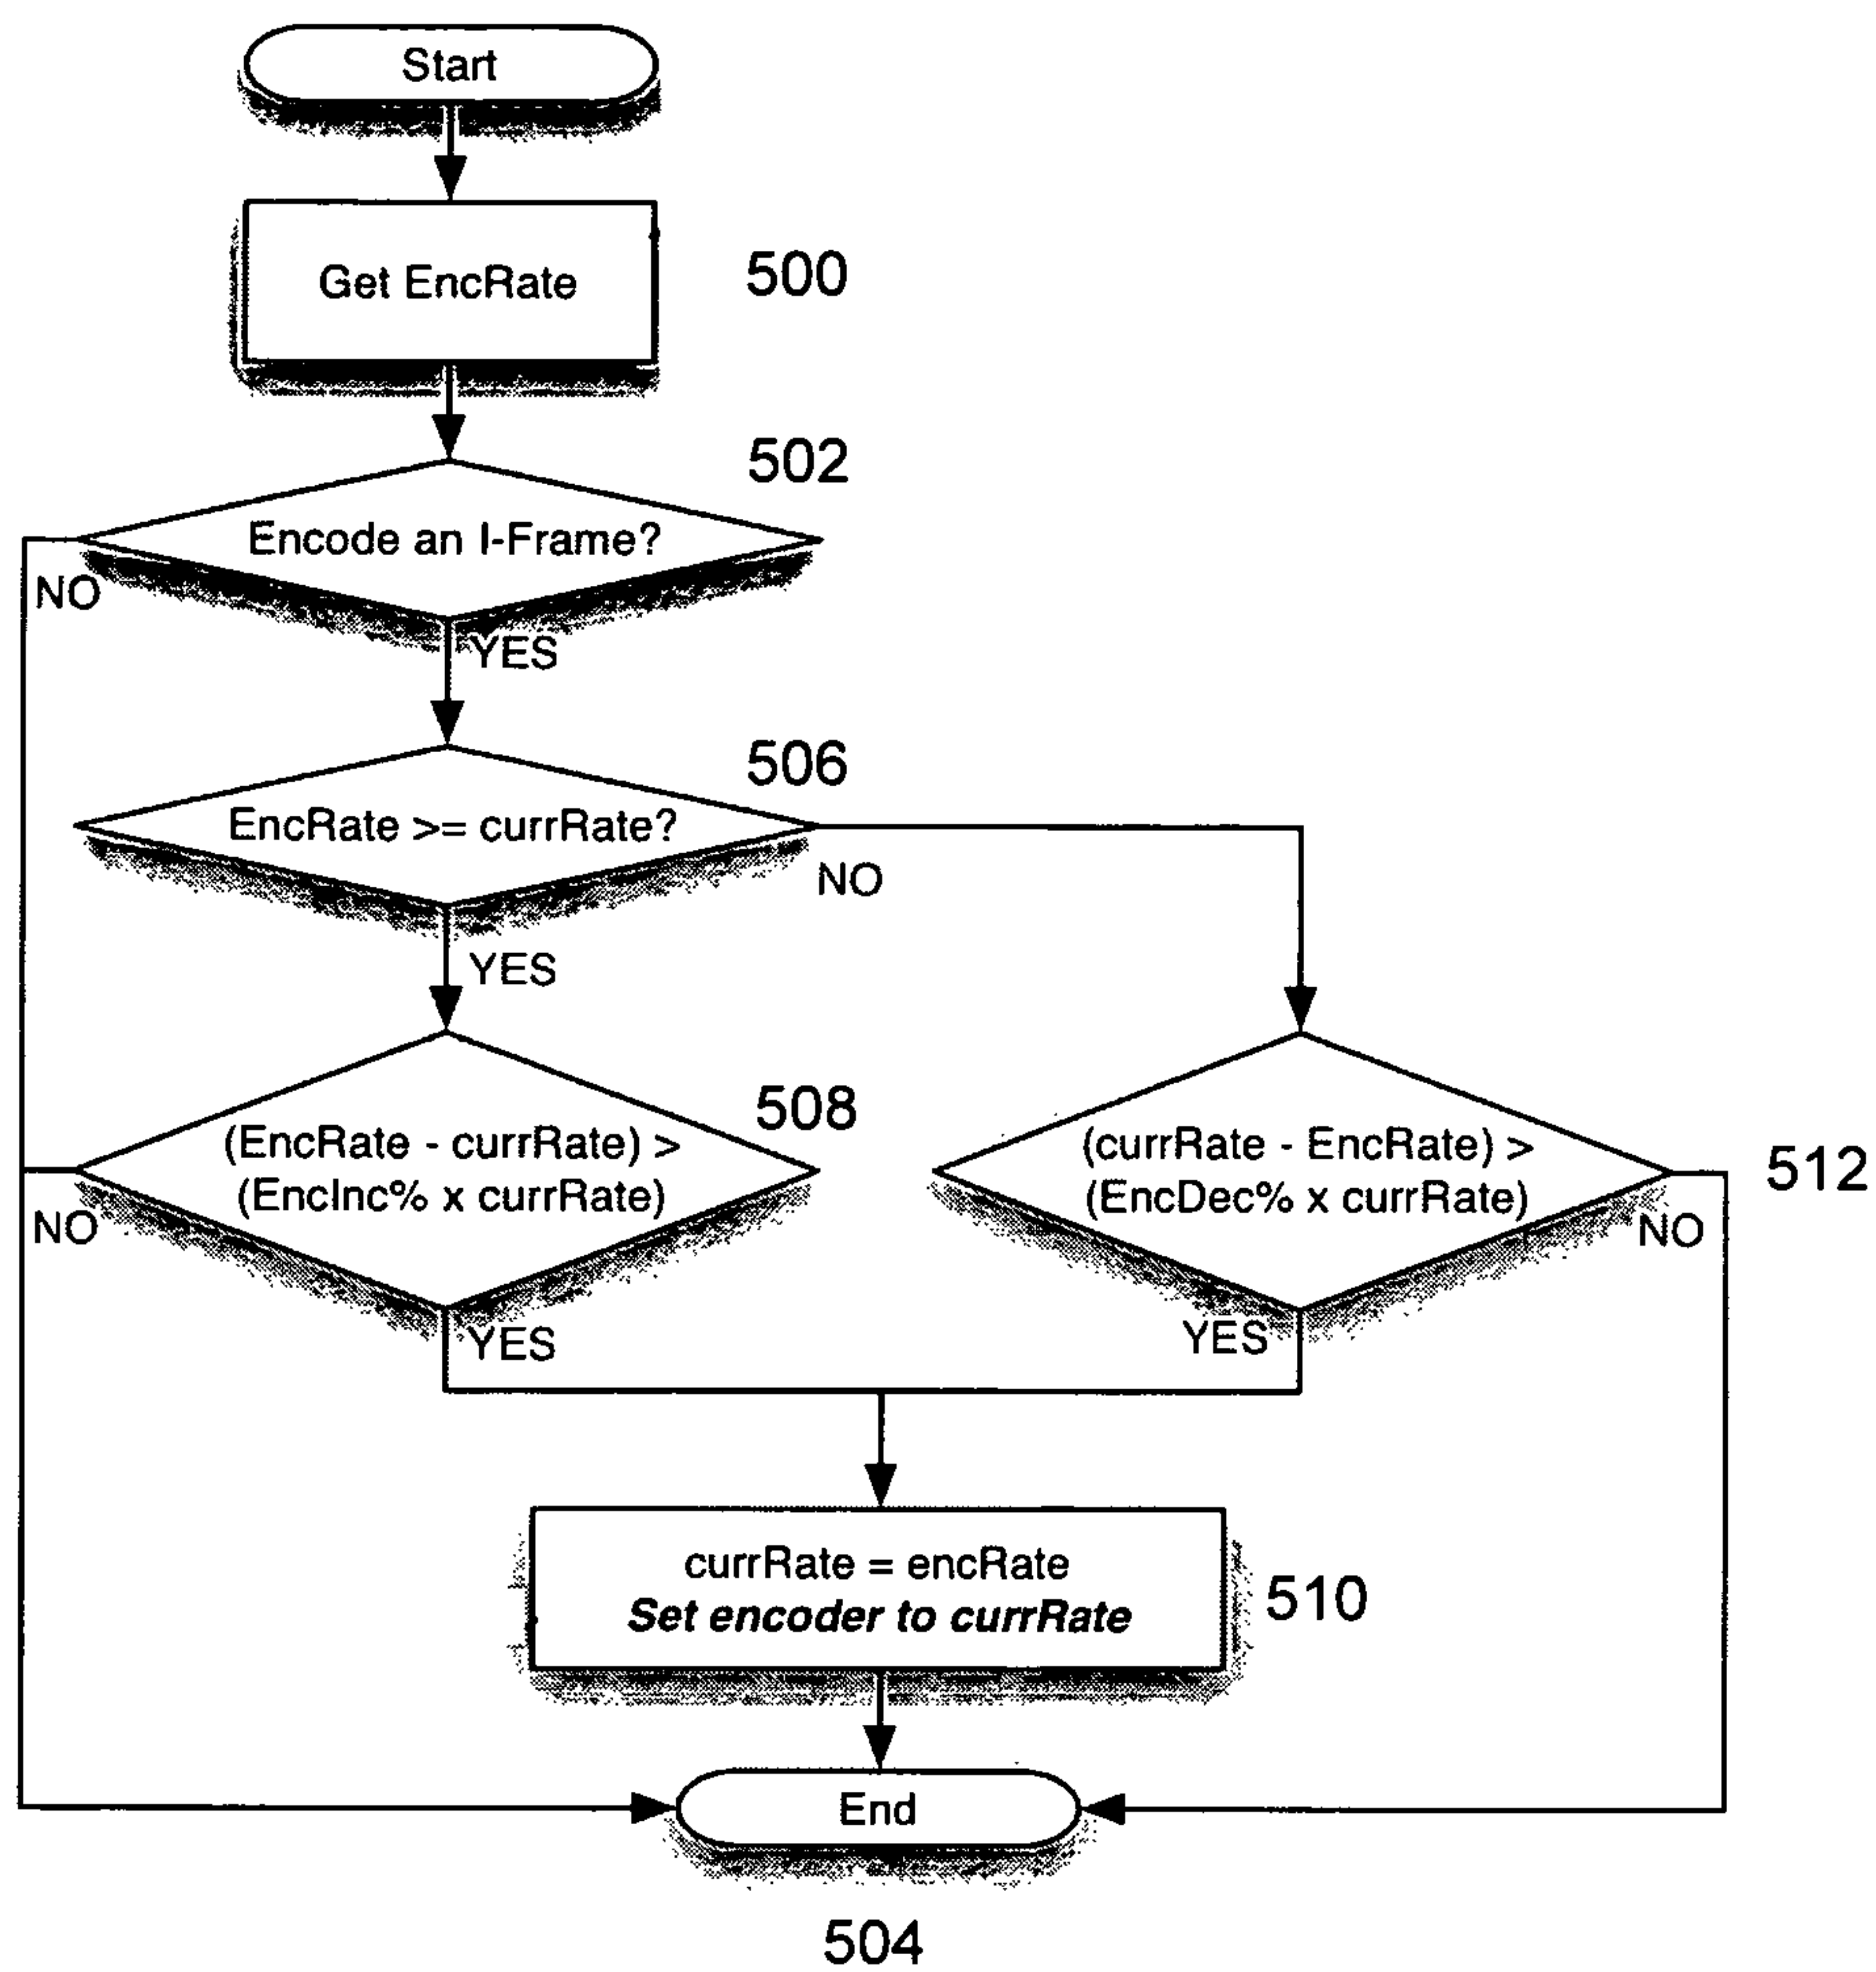 Start
Get EncRate
500
502
Encode an I-Frame?
NO
YES
506
EncRate >= currRate?
NO
YES
508
(EncRate - currRate) >
(EncInc% x currRate)
NO
YES
(currRate - EncRate) >
(EncDec% x currRate)
512
NO
YES
currRate = encRate
Set encoder to currRate
510
End
504